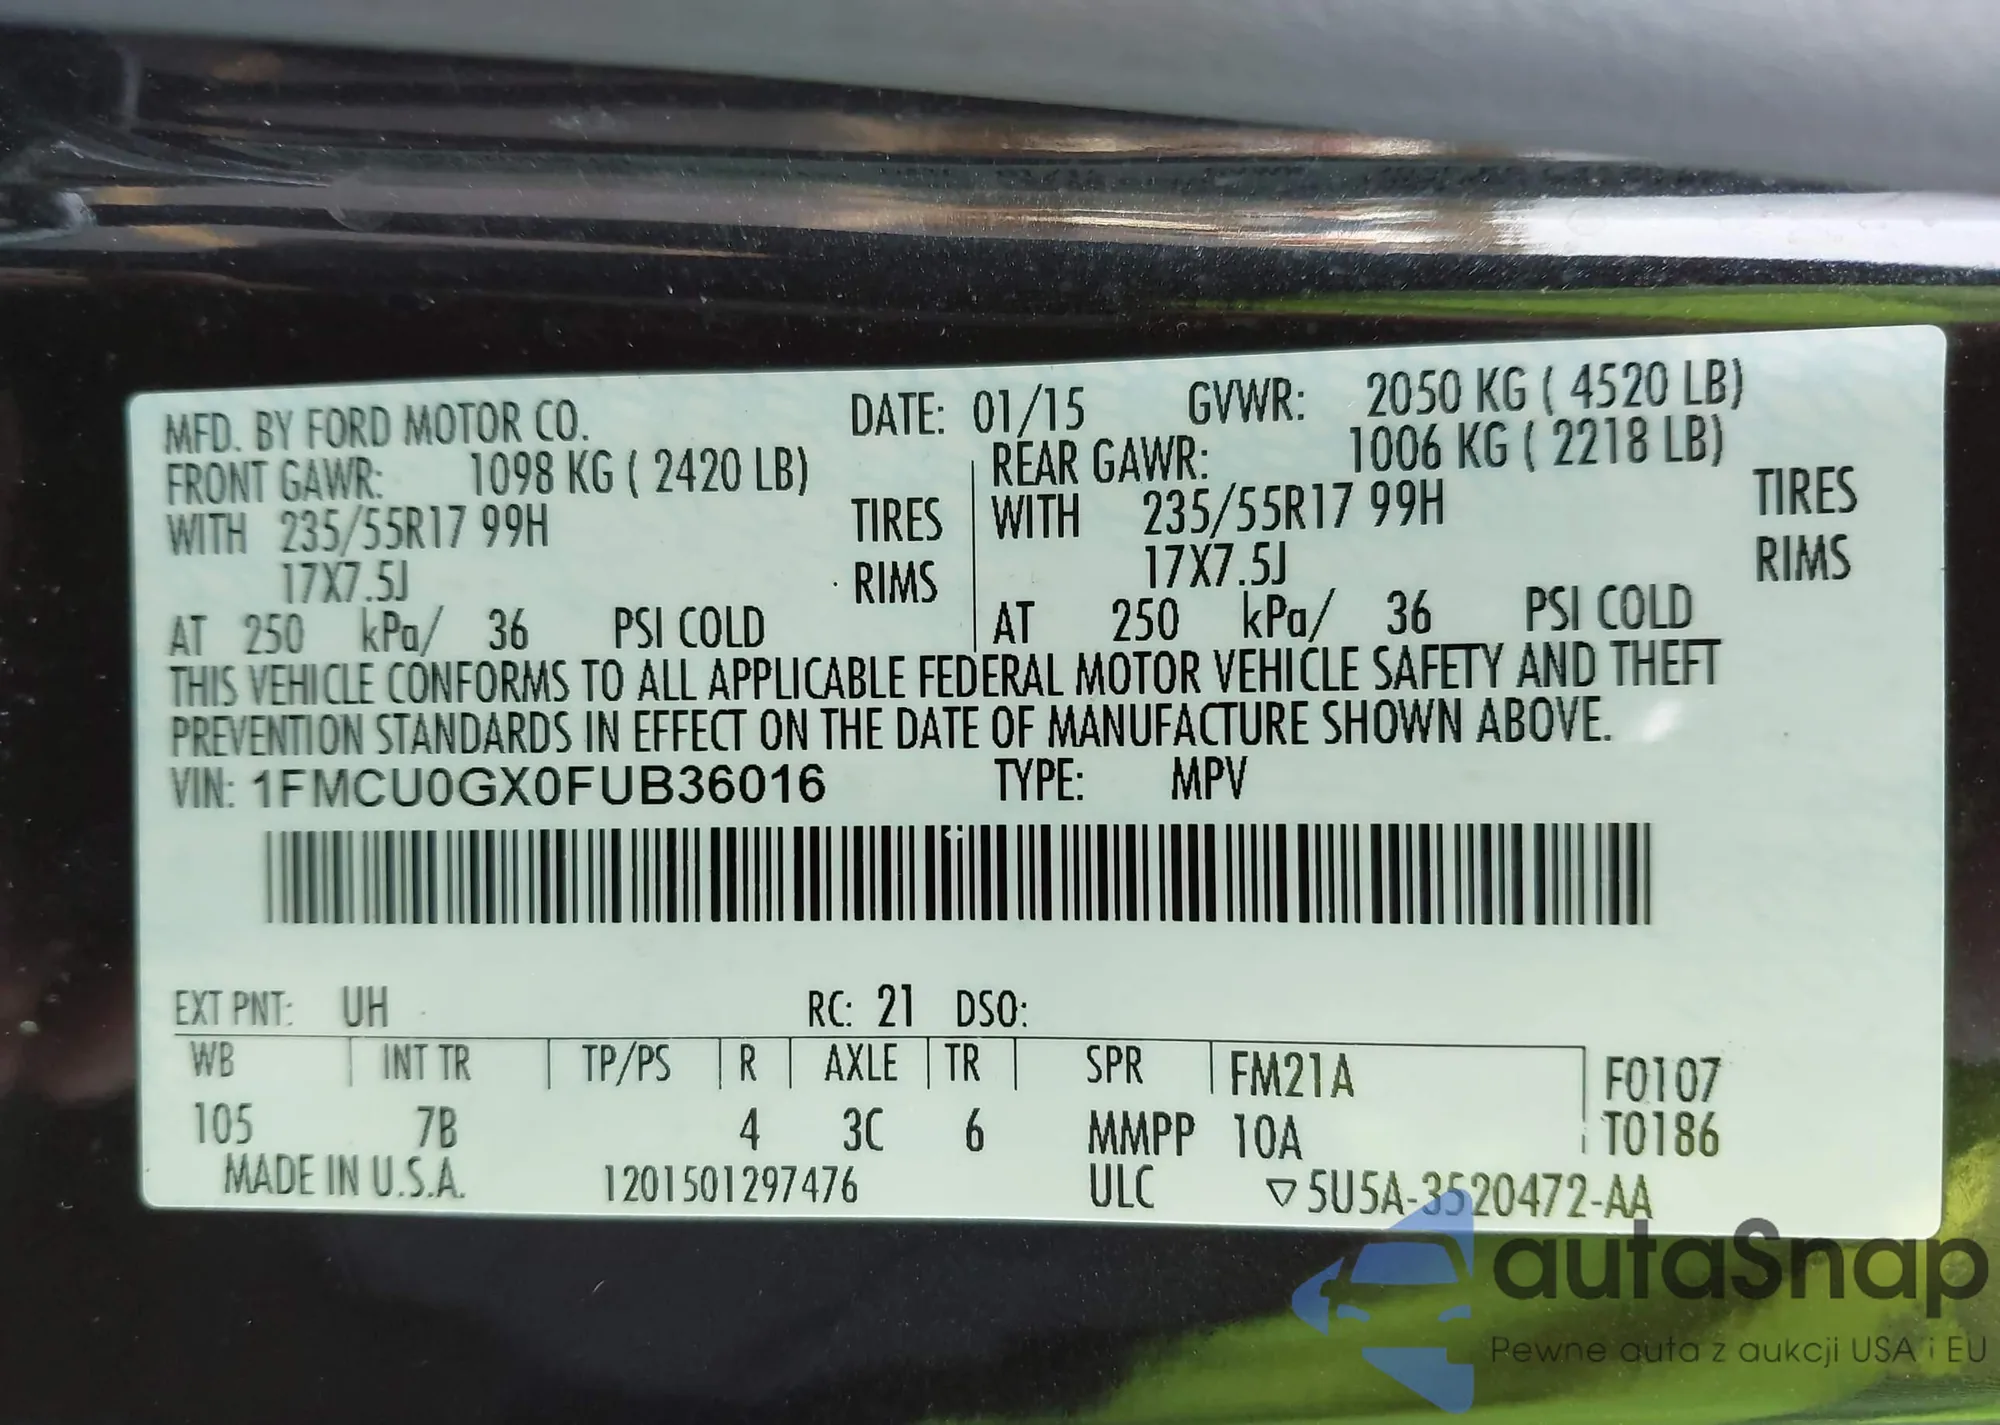 MFD. BY FORD MOTOR CO. DATE: 01/15 GVWR: 2050 KG ( 4520 LB)
FRONT GAWR: 1098 KG ( 2420 LB) REAR GAWR: 1006 KG ( 2218 LB)
WITH 235/55R17 99H TIRES WITH 235/55R17 99H TIRES
17X7.5J RIMS 17X7.5J RIMS
AT 250 kPa/ 36 PSI COLD AT 250 kPa/ 36 PSI COLD
THIS VEHICLE CONFORMS TO ALL APPLICABLE FEDERAL MOTOR VEHICLE SAFETY AND THEFT
PREVENTION STANDARDS IN EFFECT ON THE DATE OF MANUFACTURE SHOWN ABOVE.
VIN: 1FMCU0GX0FUB36016 TYPE: MPV
EXT PNT: UH RC: 21 DSO:
WB INT TR TP/PS R AXLE TR SPR FM21A F0107
105 7B 4 3C 6 MMPP 10A T0186
MADE IN U.S.A. 1201501297476 ULC ▽5U5A-3520472-AA
autaSnap
Pewne auta z aukcji USA i EU